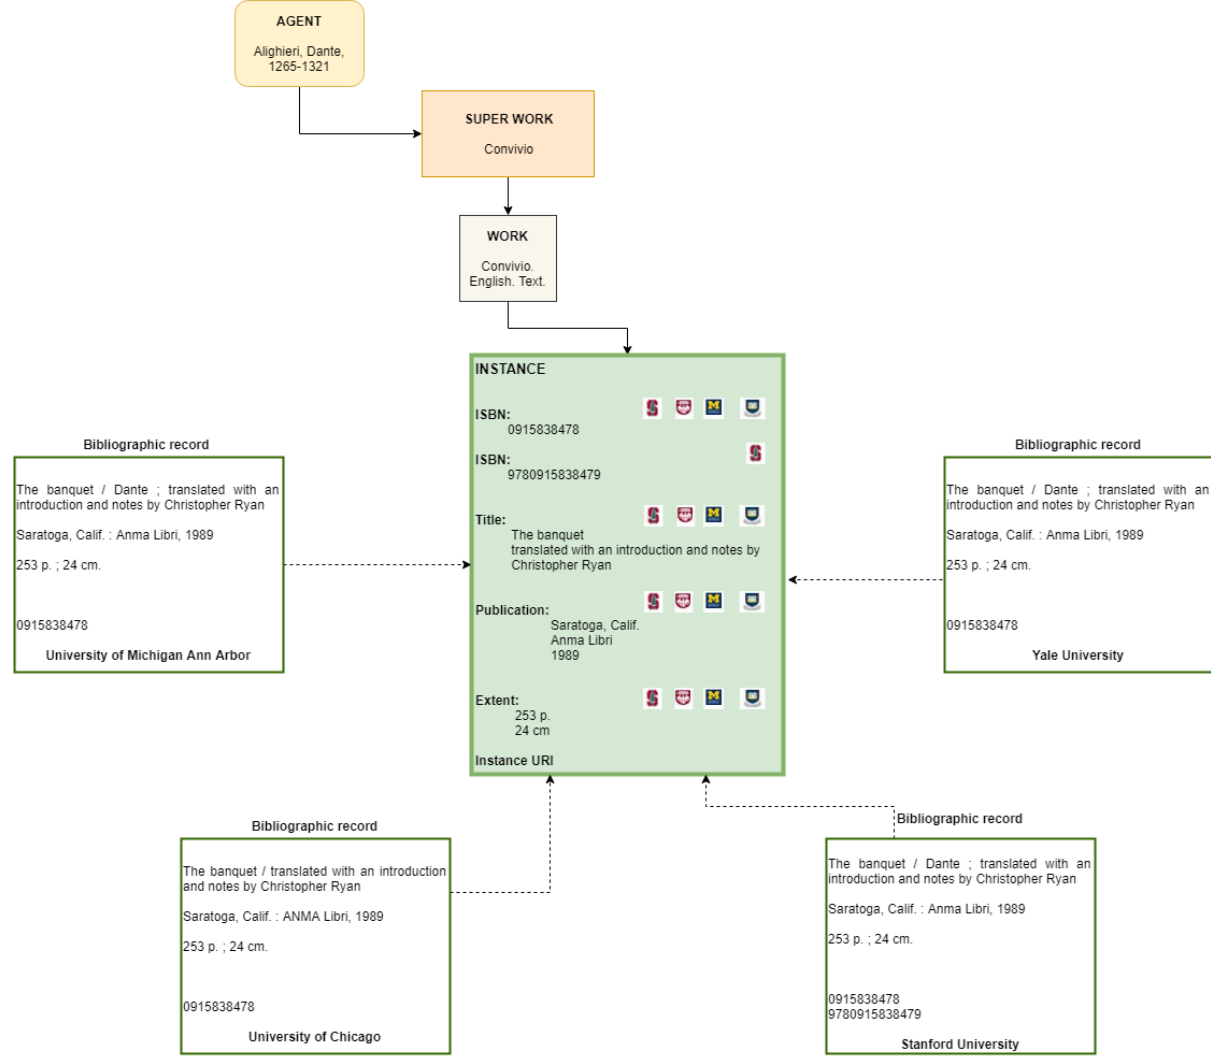 AGENT
Alighieri, Dante,
1265-1321
SUPER WORK
Convivio
WORK
Convivio.
English. Text.
INSTANCE
ISBN:
0915838478
ISBN:
9780915838479
Title:
The banquet
translated with an introduction and notes by
Christopher Ryan
Publication:
Saratoga, Calif.
Anma Libri
1989
Extent:
253 p.
24 cm
Instance URI
Bibliographic record
The banquet / Dante ; translated with an
introduction and notes by Christopher Ryan
Saratoga, Calif. : Anma Libri, 1989
253 p. ; 24 cm.
0915838478
University of Michigan Ann Arbor
Bibliographic record
The banquet / Dante ; translated with an
introduction and notes by Christopher Ryan
Saratoga, Calif. : Anma Libri, 1989
253 p. ; 24 cm.
0915838478
Yale University
Bibliographic record
The banquet / translated with an introduction
and notes by Christopher Ryan
Saratoga, Calif. : ANMA Libri, 1989
253 p. ; 24 cm.
0915838478
University of Chicago
Bibliographic record
The banquet / Dante ; translated with an
introduction and notes by Christopher Ryan
Saratoga, Calif. : Anma Libri, 1989
253 p. ; 24 cm.
0915838478
9780915838479
Stanford University